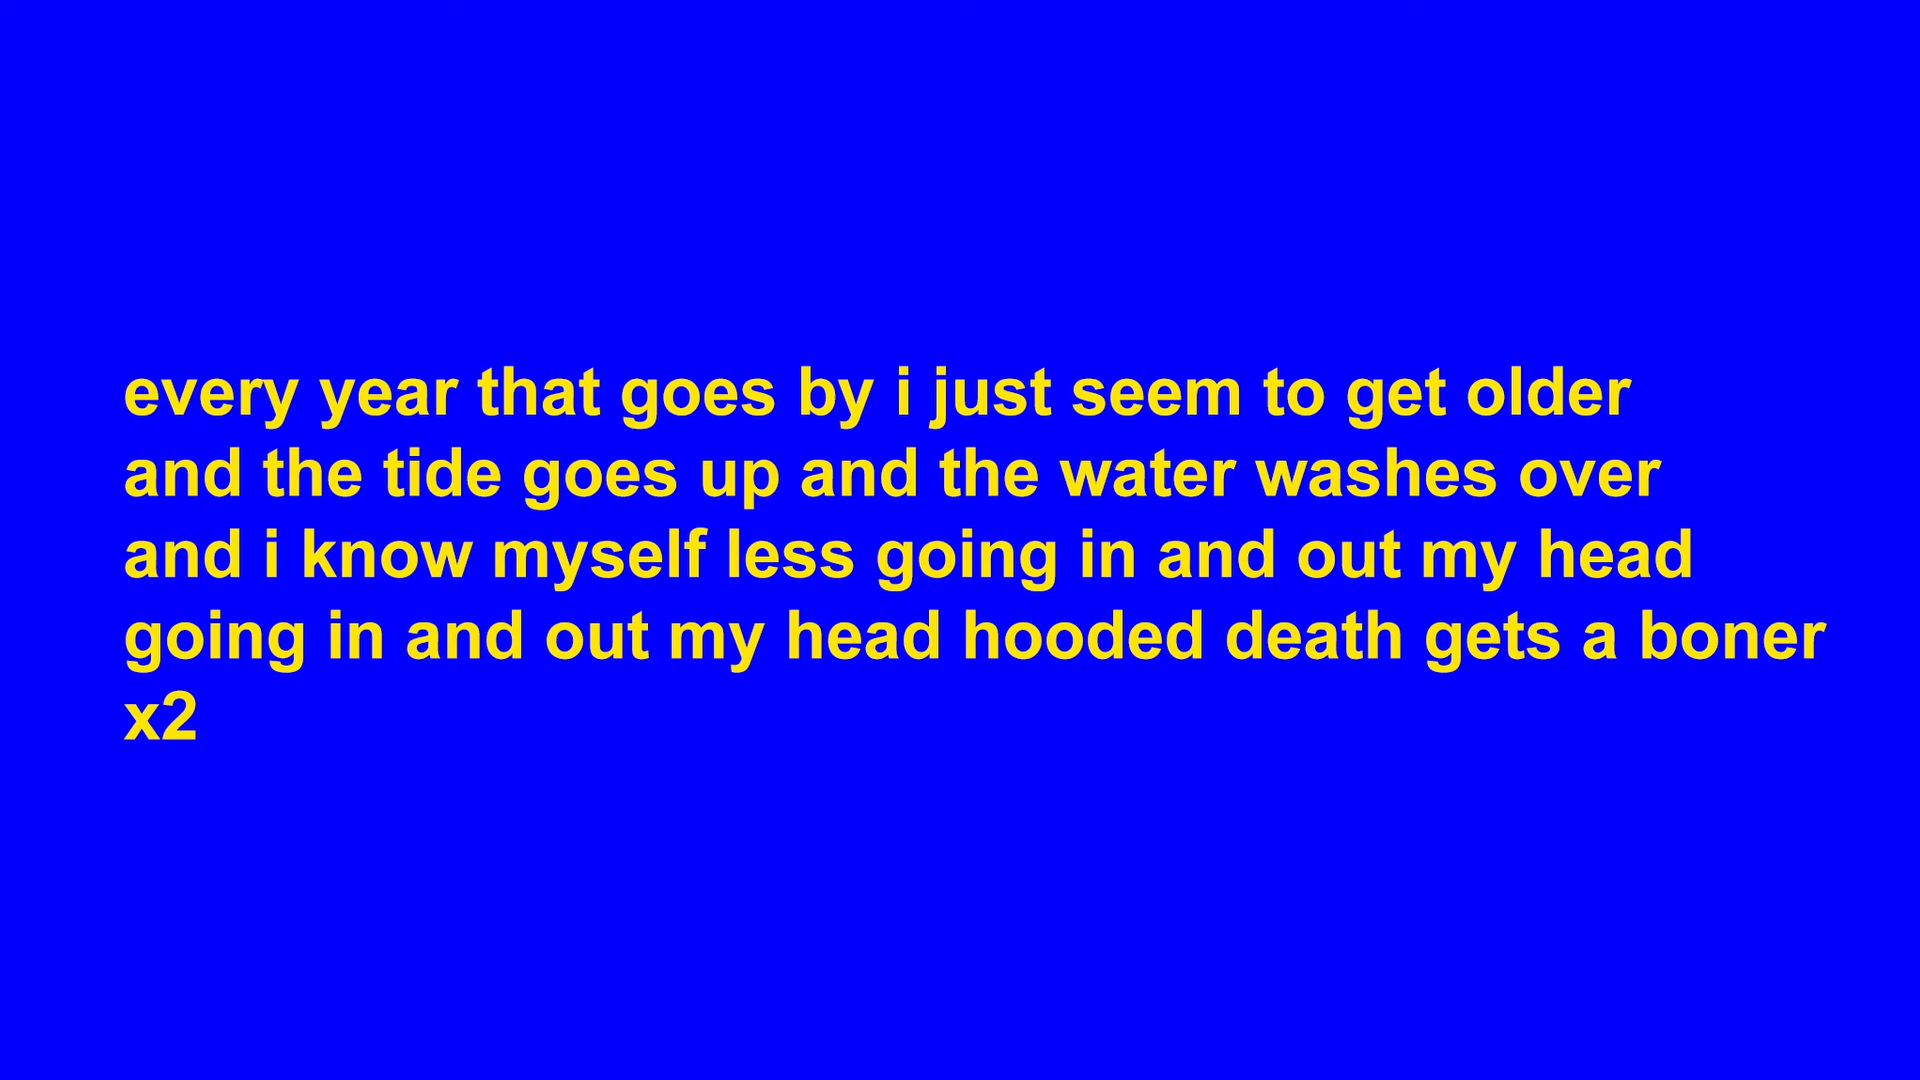 every year that goes by i just seem to get older
and the tide goes up and the water washes over
and i know myself less going in and out my head
going in and out my head hooded death gets a boner
x2